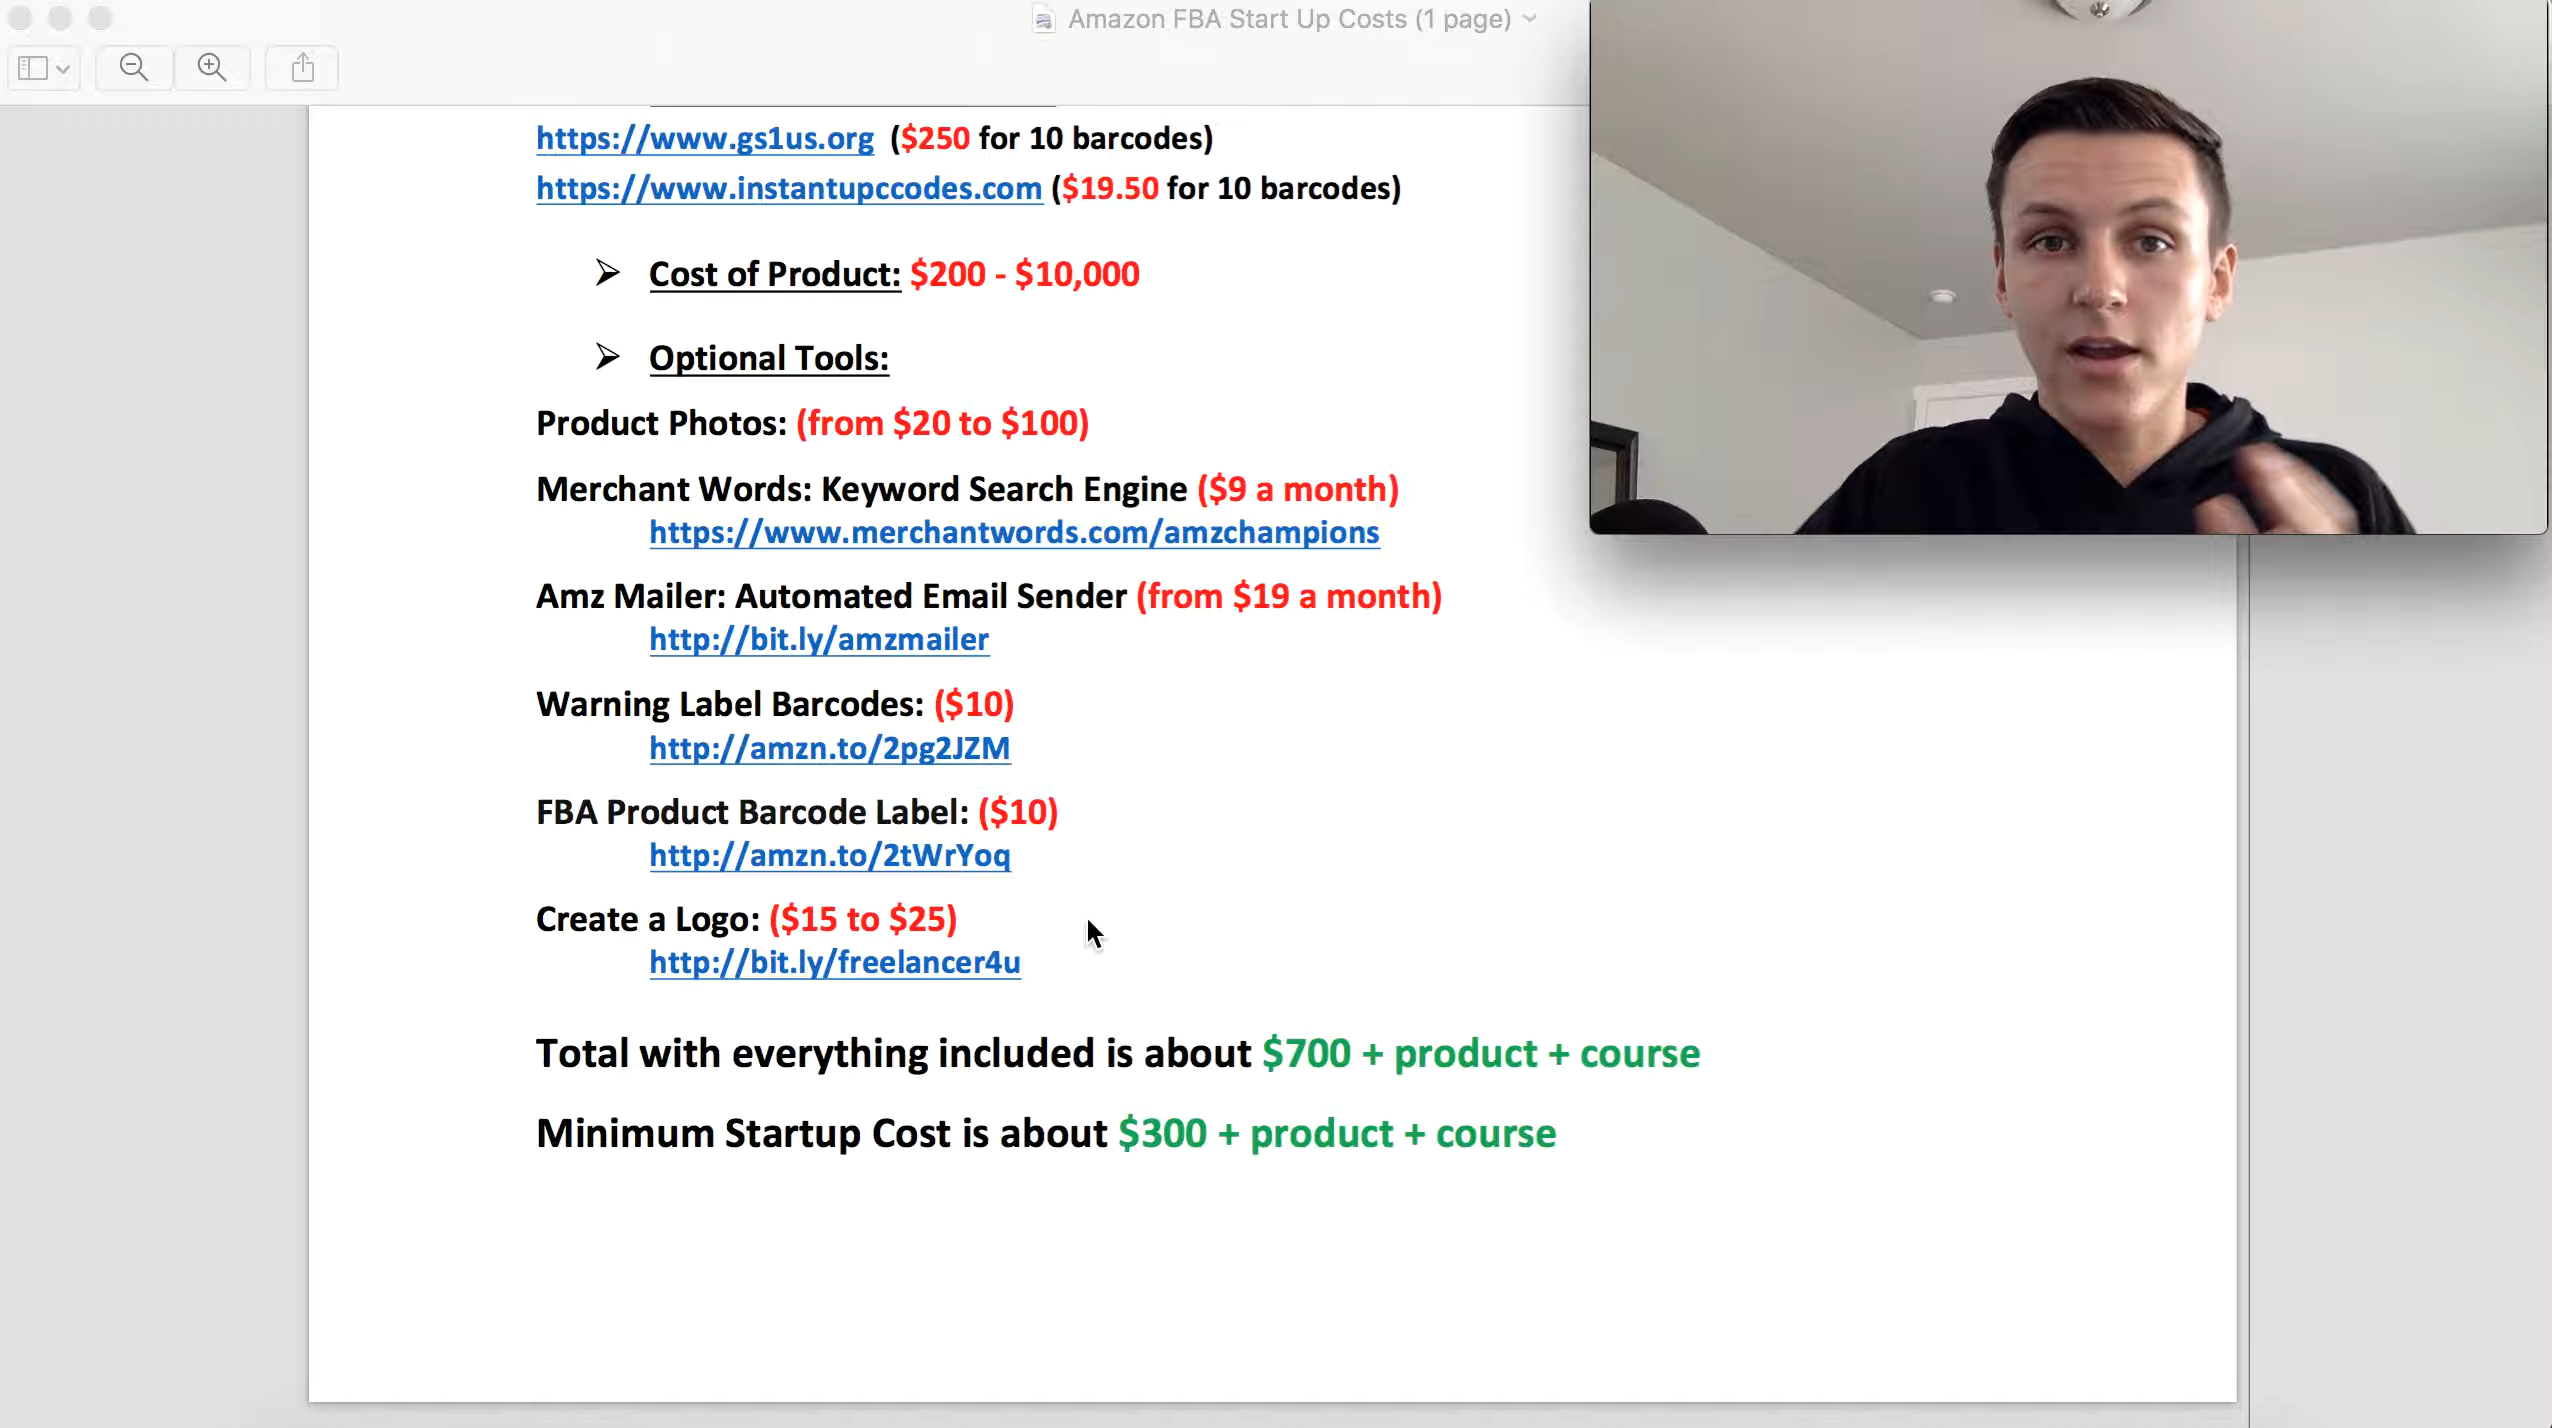 Amazon FBA Start Up Costs (1 page)
https://www.gs1us.org ($250 for 10 barcodes)
https://www.instantupccodes.com ($19.50 for 10 barcodes)
➢ Cost of Product: $200 - $10,000
➢ Optional Tools:
Product Photos: (from $20 to $100)
Merchant Words: Keyword Search Engine ($9 a month)
https://www.merchantwords.com/amzchampions
Amz Mailer: Automated Email Sender (from $19 a month)
http://bit.ly/amzmailer
Warning Label Barcodes: ($10)
http://amzn.to/2pg2JZM
FBA Product Barcode Label: ($10)
http://amzn.to/2tWrYoq
Create a Logo: ($15 to $25)
http://bit.ly/freelancer4u
Total with everything included is about $700 + product + course
Minimum Startup Cost is about $300 + product + course